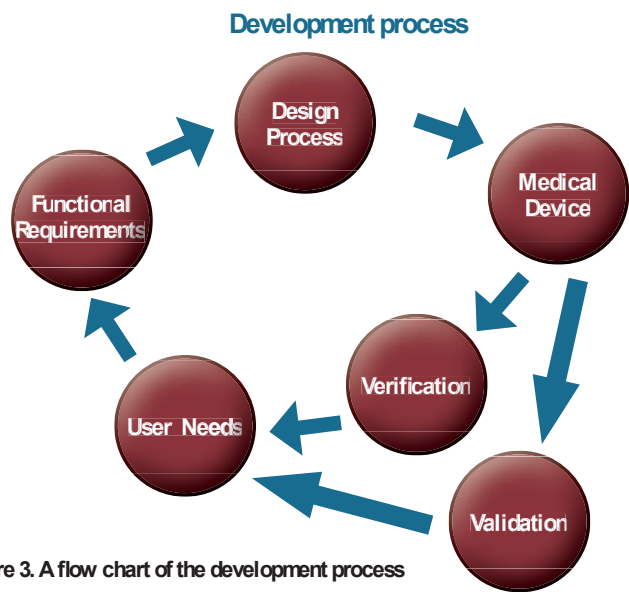 Development process
Design
Process
Medical
Device
Functional
Requirements
Verification
User Needs
Validation
re 3. A flow chart of the development process